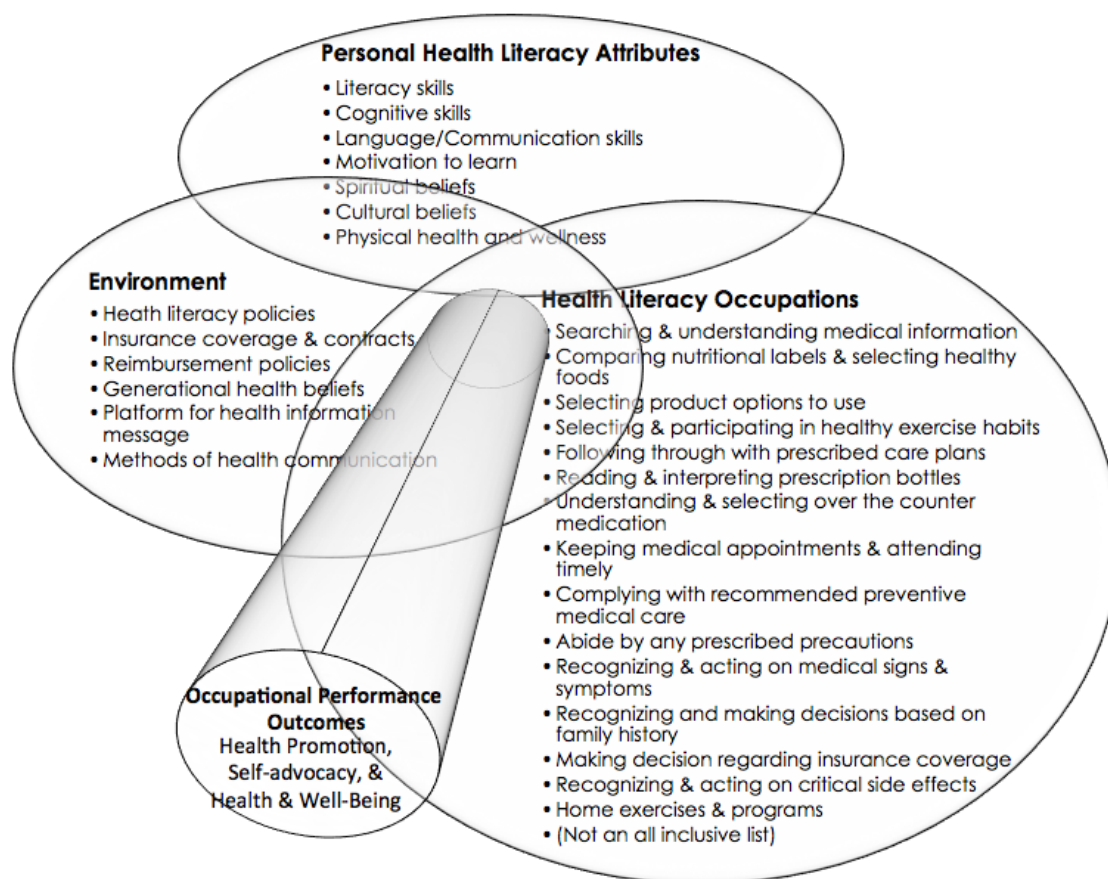 Personal Health Literacy Attributes
• Literacy skills
• Cognitive skills
• Language/Communication skills
• Motivation to learn
• Spiritual beliefs
• Cultural beliefs
• Physical health and wellness
Environment
• Heath literacy policies
• Insurance coverage & contracts
• Reimbursement policies
• Generational health beliefs
• Platform for health information
message
• Methods of health communication
Health Literacy Occupations
• Searching & understanding medical information
• Comparing nutritional labels & selecting healthy
foods
• Selecting product options to use
• Selecting & participating in healthy exercise habits
• Following through with prescribed care plans
• Reading & interpreting prescription bottles
• Understanding & selecting over the counter
medication
• Keeping medical appointments & attending
timely
• Complying with recommended preventive
medical care
• Abide by any prescribed precautions
• Recognizing & acting on medical signs &
symptoms
• Recognizing and making decisions based on
family history
• Making decision regarding insurance coverage
• Recognizing & acting on critical side effects
• Home exercises & programs
• (Not an all inclusive list)
Occupational Performance
Outcomes
Health Promotion,
Self-advocacy, &
Health & Well-Being